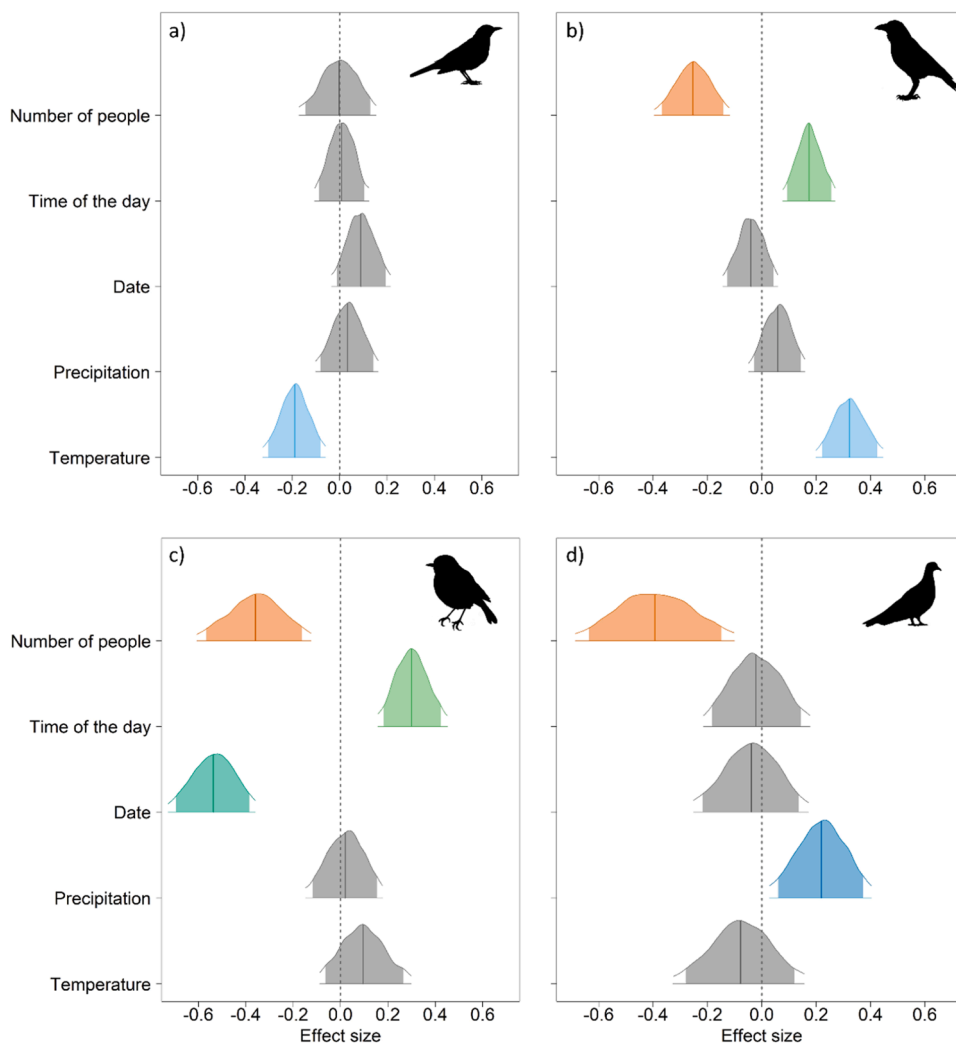 a)
b)
Number of people
Time of the day
Date
Precipitation
Temperature
-0.6 -0.4 -0.2 0.0 0.2 0.4 0.6
-0.6 -0.4 -0.2 0.0 0.2 0.4 0.6
c)
d)
Number of people
Time of the day
Date
Precipitation
Temperature
-0.6 -0.4 -0.2 0.0 0.2 0.4 0.6
-0.6 -0.4 -0.2 0.0 0.2 0.4 0.6
Effect size
Effect size